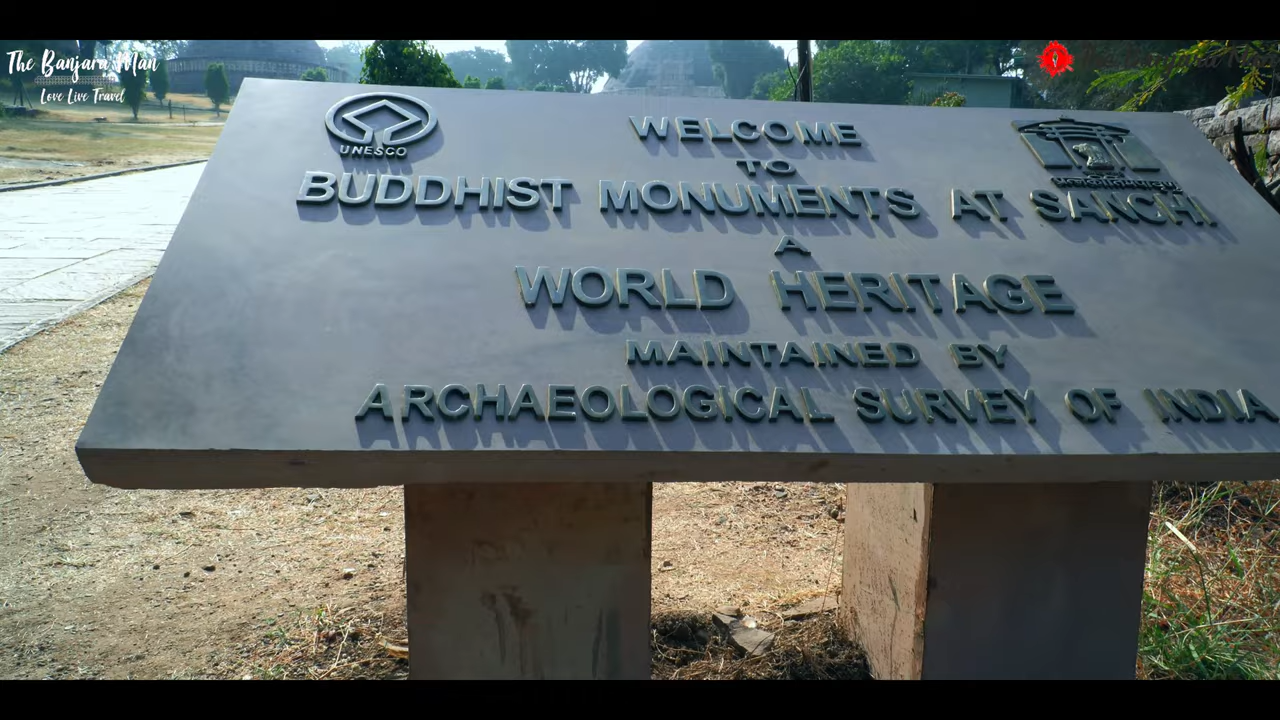 The Banjara Man
Love Live Travel
UNESCO
WELCOME
TO
BUDDHIST MONUMENTS AT SANCHI
A
WORLD HERITAGE
MAINTAINED BY
ARCHAEOLOGICAL SURVEY OF INDIA